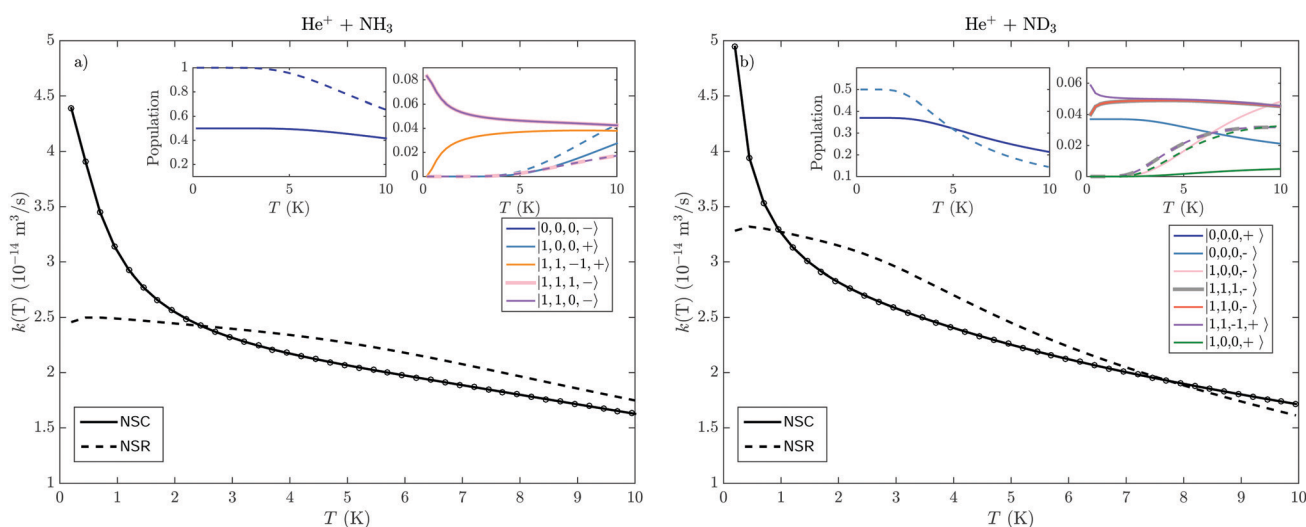 He⁺ + NH₃
a)
k(T) (10⁻¹⁴ m³/s)
5
4.5
4
3.5
3
2.5
2
1.5
1
0 1 2 3 4 5 6 7 8 9 10
T (K)
Population
1
0.8
0.6
0.4
0.2
0 5 10
T (K)
0.08
0.06
0.04
0.02
0
0 5 10
T (K)
|0,0,0,−⟩
|1,0,0,+⟩
|1,1,−1,+⟩
|1,1,1,−⟩
|1,1,0,−⟩
NSC
NSR
He⁺ + ND₃
b)
k(T) (10⁻¹⁴ m³/s)
5
4.5
4
3.5
3
2.5
2
1.5
1
0 1 2 3 4 5 6 7 8 9 10
T (K)
Population
0.5
0.4
0.3
0.2
0.1
0 5 10
T (K)
0.06
0.04
0.02
0
0 5 10
T (K)
|0,0,0,+ ⟩
|0,0,0,- ⟩
|1,0,0,- ⟩
|1,1,1,- ⟩
|1,1,0,- ⟩
|1,1,-1,+ ⟩
|1,0,0,+ ⟩
NSC
NSR